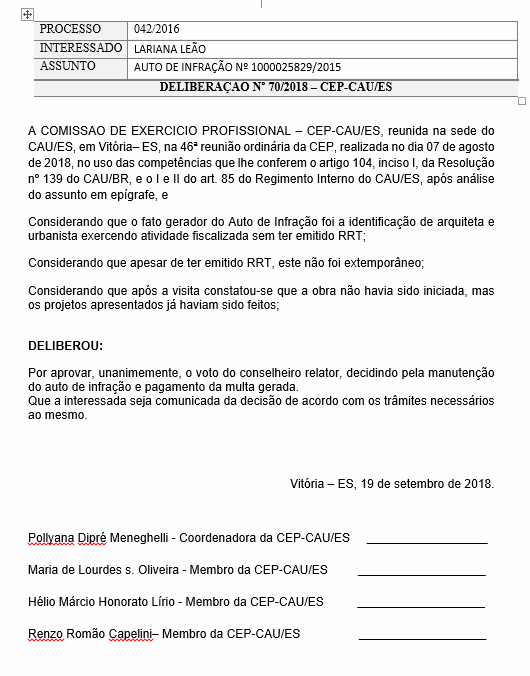 PROCESSO 042/2016
INTERESSADO LARIANA LEÃO
ASSUNTO AUTO DE INFRAÇÃO Nº 1000025829/2015
DELIBERAÇAO N° 70/2018 – CEP-CAU/ES
A COMISSAO DE EXERCICIO PROFISSIONAL – CEP-CAU/ES, reunida na sede do
CAU/ES, em Vitória– ES, na 46ª reunião ordinária da CEP, realizada no dia 07 de agosto
de 2018, no uso das competências que lhe conferem o artigo 104, inciso I, da Resolução
n° 139 do CAU/BR, e o I e II do art. 85 do Regimento Interno do CAU/ES, após análise
do assunto em epígrafe, e
Considerando que o fato gerador do Auto de Infração foi a identificação de arquiteta e
urbanista exercendo atividade fiscalizada sem ter emitido RRT;
Considerando que apesar de ter emitido RRT, este não foi extemporâneo;
Considerando que após a visita constatou-se que a obra não havia sido iniciada, mas
os projetos apresentados já haviam sido feitos;
DELIBEROU:
Por aprovar, unanimemente, o voto do conselheiro relator, decidindo pela manutenção
do auto de infração e pagamento da multa gerada.
Que a interessada seja comunicada da decisão de acordo com os trâmites necessários
ao mesmo.
Vitória – ES, 19 de setembro de 2018.
Pollyana Dipré Meneghelli - Coordenadora da CEP-CAU/ES
Maria de Lourdes s. Oliveira - Membro da CEP-CAU/ES
Hélio Márcio Honorato Lírio - Membro da CEP-CAU/ES
Renzo Romão Capelini– Membro da CEP-CAU/ES